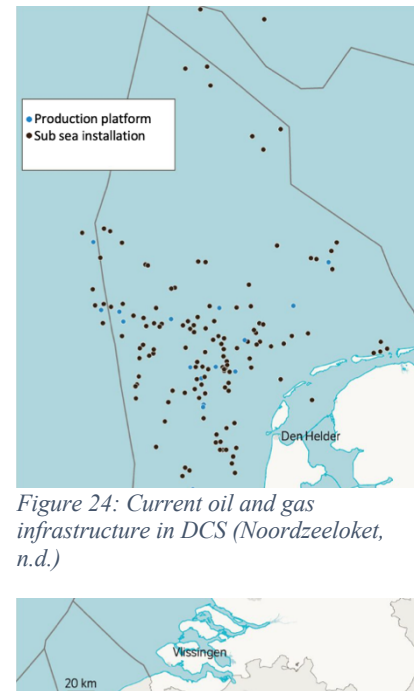 Production platform
Sub sea installation
Den Helder
Figure 24: Current oil and gas
infrastructure in DCS (Noordzeeloket,
n.d.)
Vlissingen
20 km